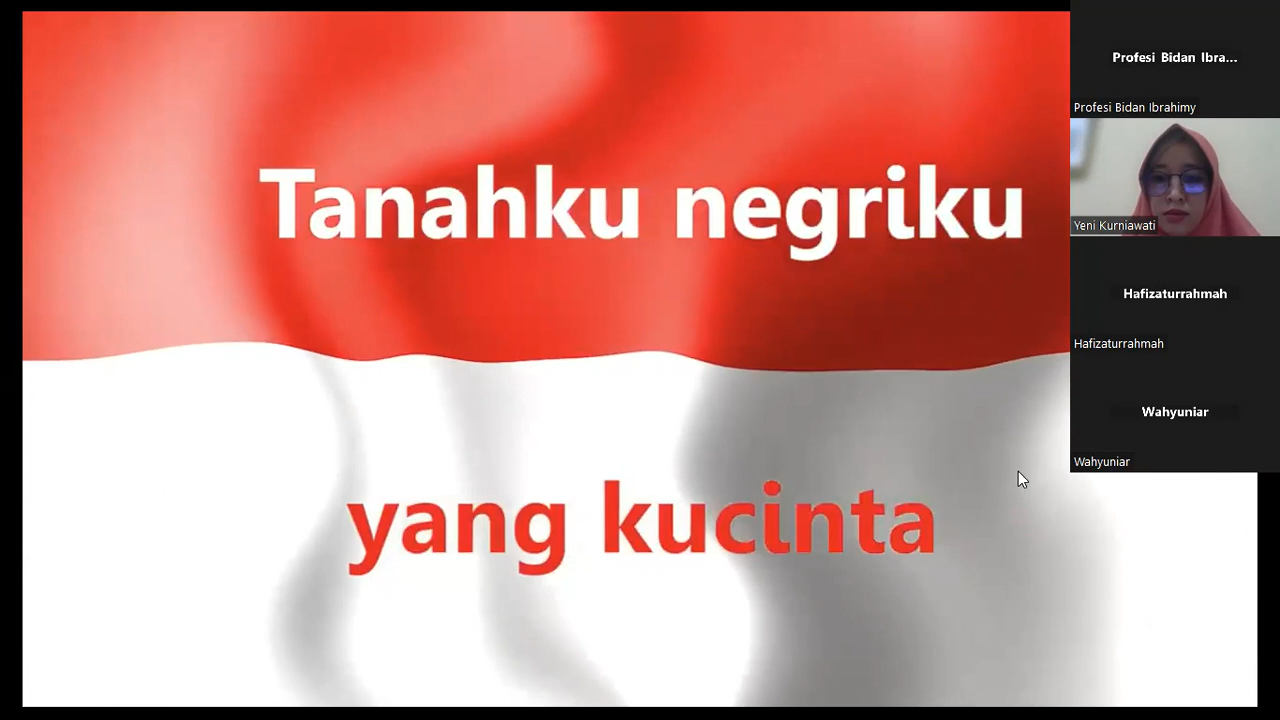 Tanahku negriku
yang kucinta
Profesi Bidan Ibra...
Profesi Bidan Ibrahimy
Yeni Kurniawati
Hafizaturrahmah
Hafizaturrahmah
Wahyuniar
Wahyuniar